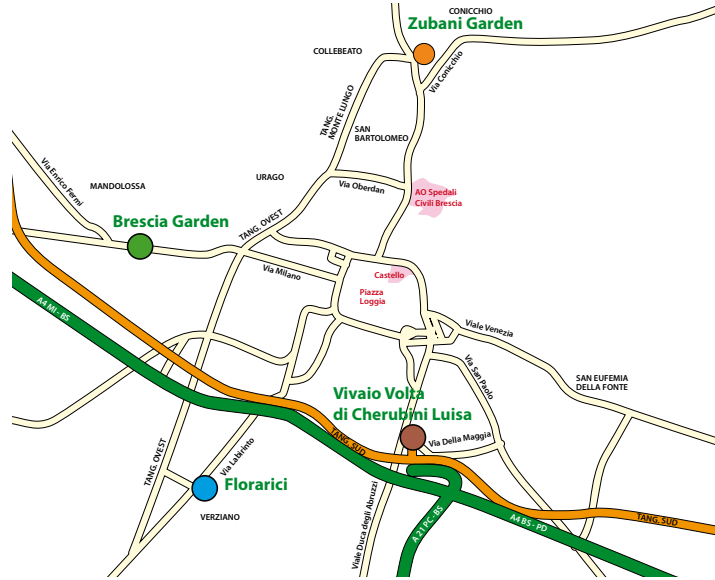 CONICCHIO
Zubani Garden
COLLEBEATO
Via Conicchio
TANG.
MONTE LUNGO
SAN
BARTOLOMEO
Via Enrico Fermi
MANDOLOSSA
URAGO
Via Oberdan
AO Spedali
Civili Brescia
Brescia Garden
TANG. OVEST
Via Milano
Castello
Piazza
Loggia
A4 MI - BS
Viale Venezia
Via San Paolo
SAN EUFEMIA
DELLA FONTE
Vivaio Volta
di Cherubini Luisa
TANG. SUD
Via Della Maggia
TANG. OVEST
Via Labirinto
Florarici
VERZIANO
Viale Duca degli Abruzzi
A 21 PC- BS
A4 BS - PD
TANG. SUD